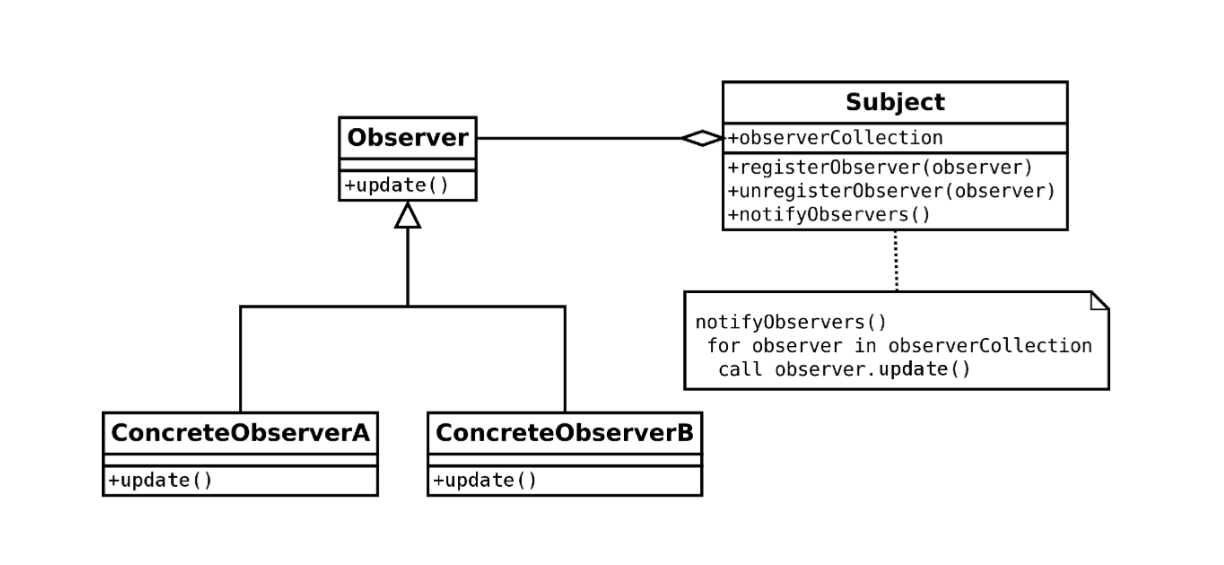 Observer
+update()
Subject
+observerCollection
+registerObserver(observer)
+unregisterObserver(observer)
+notifyObservers()
notifyObservers()
for observer in observerCollection
call observer.update()
ConcreteObserverA
+update()
ConcreteObserverB
+update()